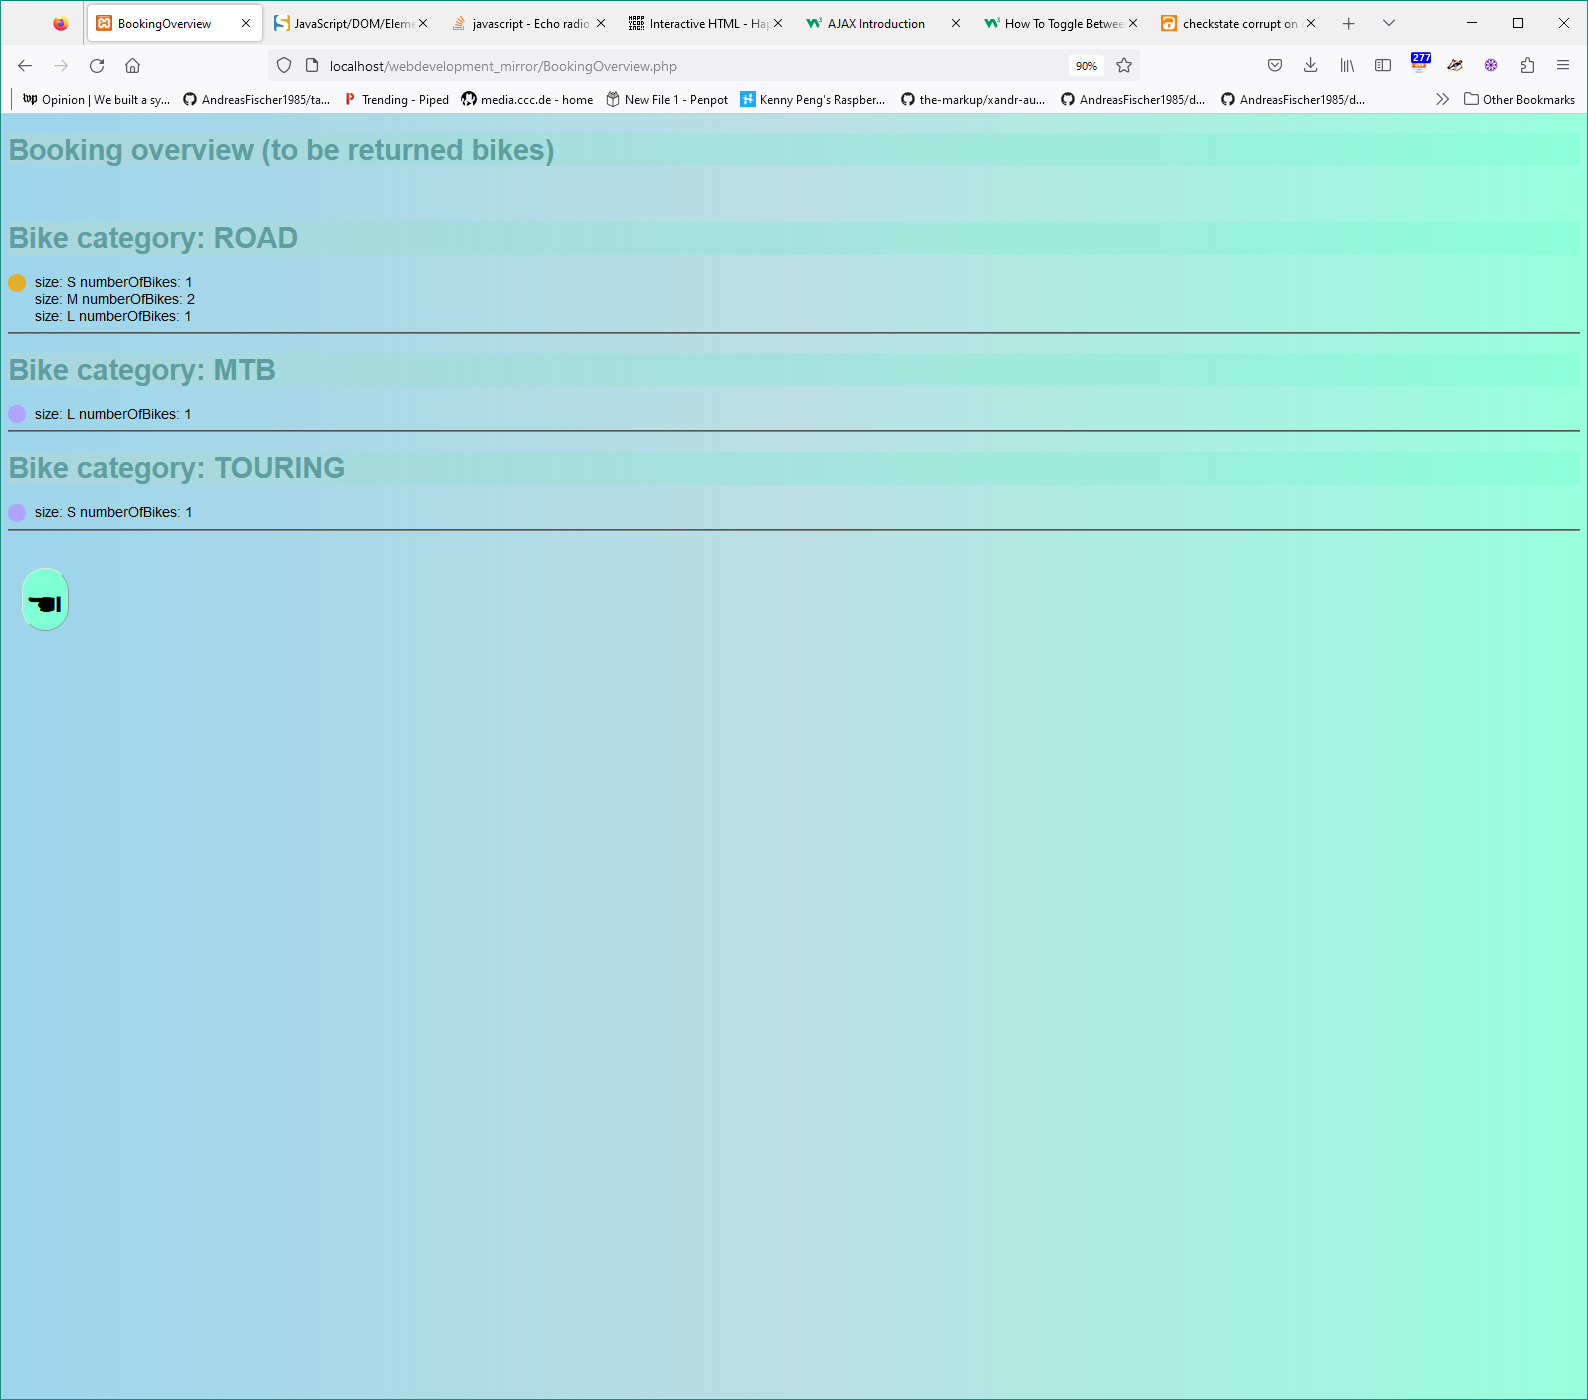 BookingOverview
JavaScript/DOM/Eleme
javascript - Echo radio
Interactive HTML - Hap
AJAX Introduction
How To Toggle Betwee
checkstate corrupt on
localhost/webdevelopment_mirror/BookingOverview.php
90%
277
wp Opinion | We built a sy...
AndreasFischer1985/ta...
Trending - Piped
media.ccc.de - home
New File 1 - Penpot
Kenny Peng's Raspber...
the-markup/xandr-au...
AndreasFischer1985/d...
AndreasFischer1985/d...
Other Bookmarks
Booking overview (to be returned bikes)
Bike category: ROAD
size: S numberOfBikes: 1
size: M numberOfBikes: 2
size: L numberOfBikes: 1
Bike category: MTB
size: L numberOfBikes: 1
Bike category: TOURING
size: S numberOfBikes: 1